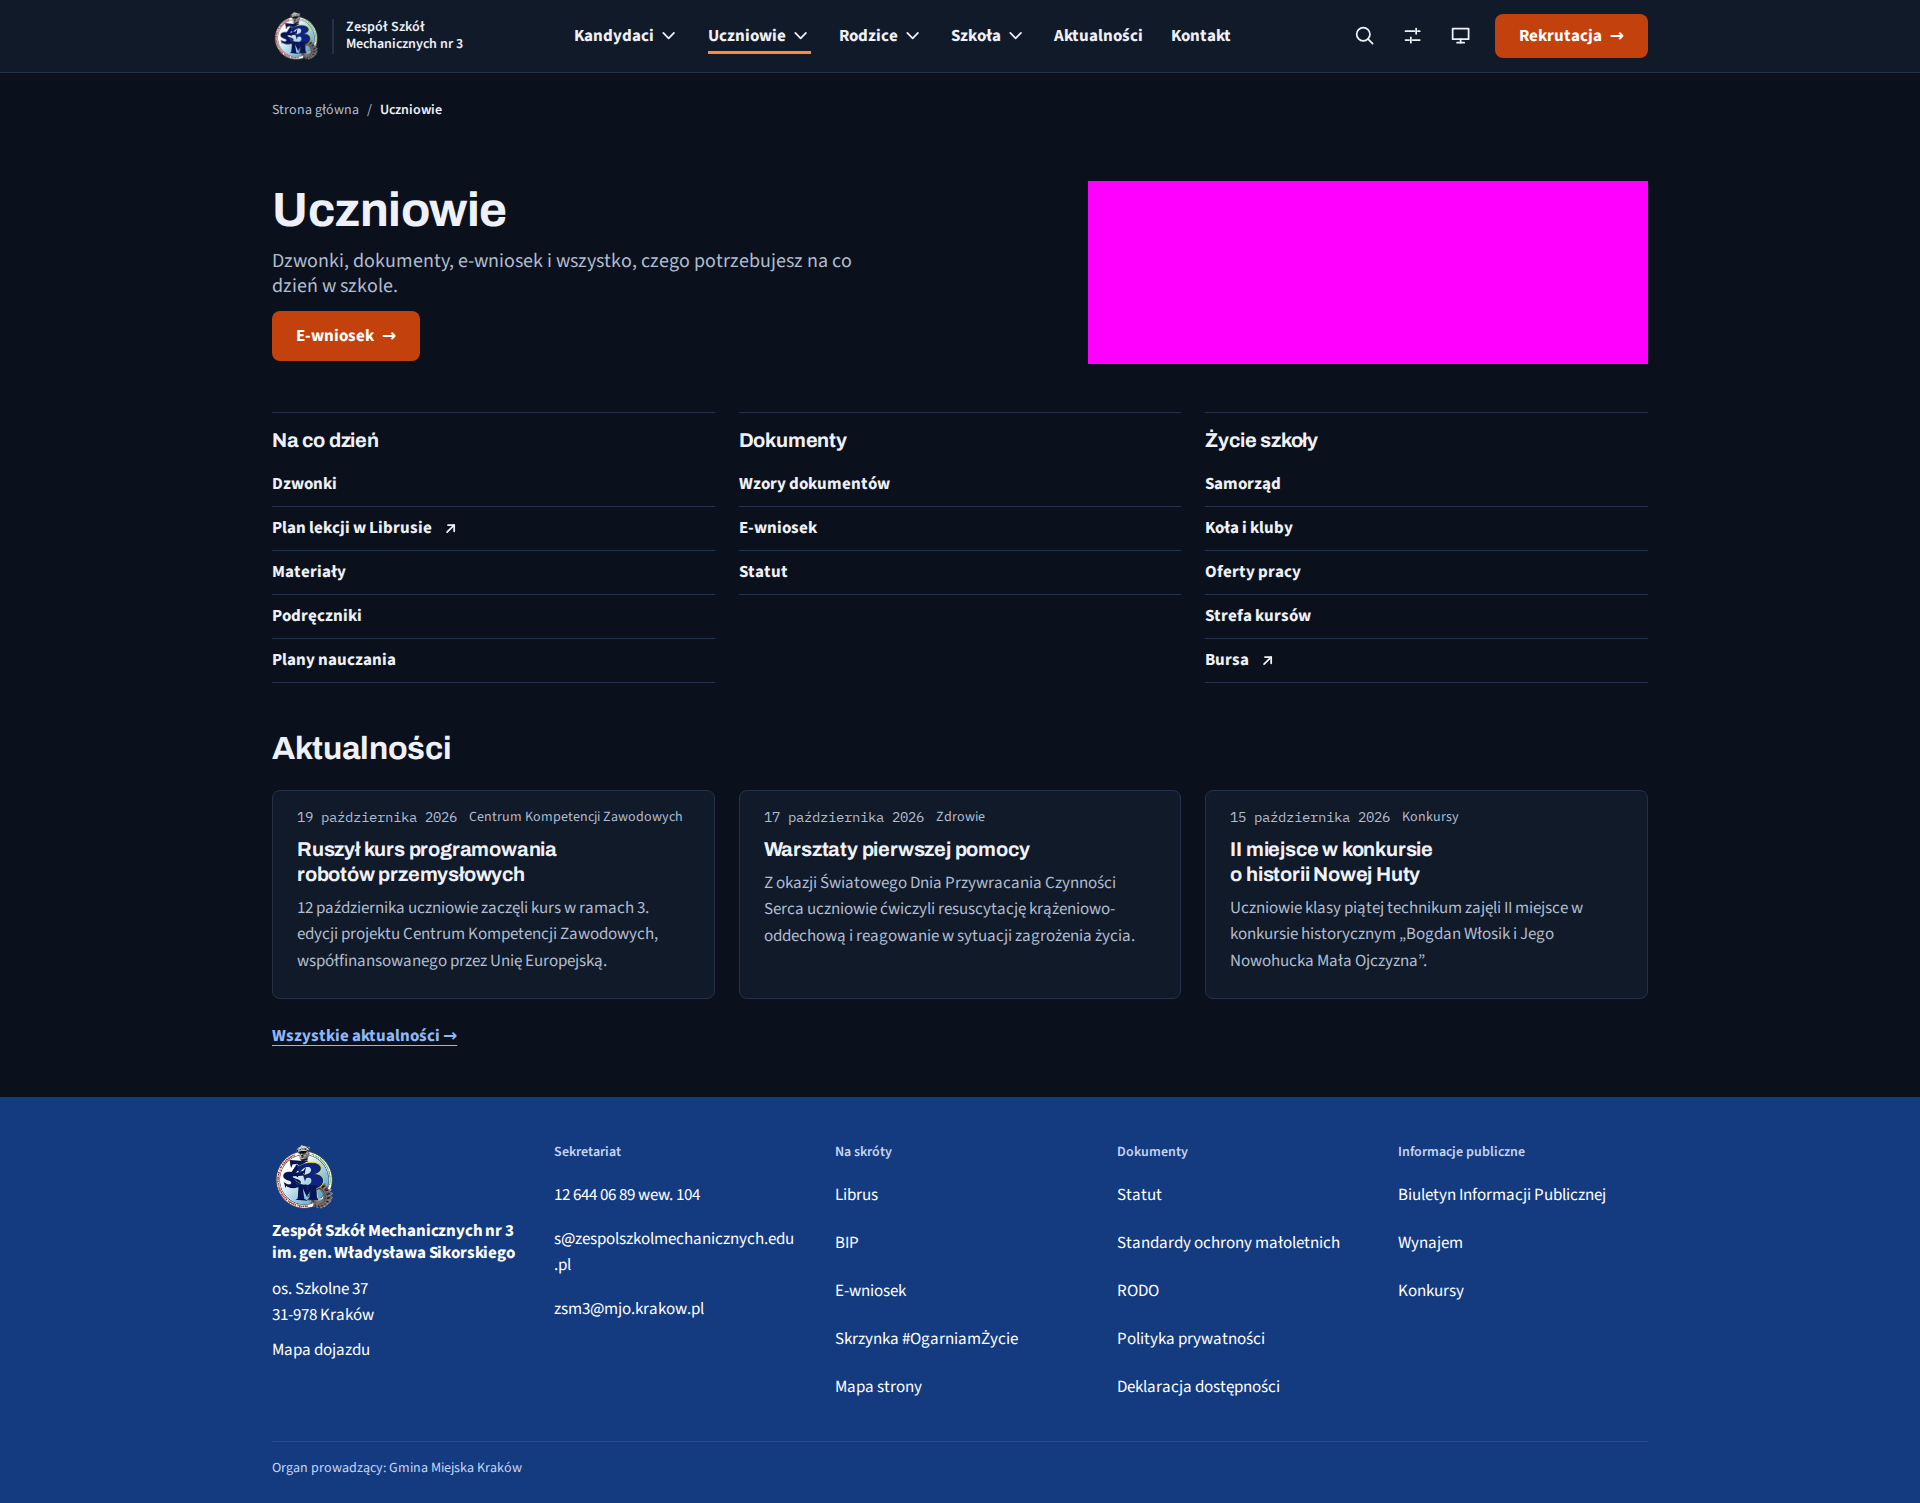 Zespół Szkół
Mechanicznych nr 3
Kandydaci
Uczniowie
Rodzice
Szkoła
Aktualności
Kontakt
Rekrutacja →
Strona główna / Uczniowie
Uczniowie
Dzwonki, dokumenty, e-wniosek i wszystko, czego potrzebujesz na co
dzień w szkole.
E-wniosek →
Na co dzień
Dzwonki
Plan lekcji w Librusie
Materiały
Podręczniki
Plany nauczania
Dokumenty
Wzory dokumentów
E-wniosek
Statut
Życie szkoły
Samorząd
Koła i kluby
Oferty pracy
Strefa kursów
Bursa
Aktualności
19 października 2026 Centrum Kompetencji Zawodowych
Ruszył kurs programowania
robotów przemysłowych
12 października uczniowie zaczęli kurs w ramach 3.
edycji projektu Centrum Kompetencji Zawodowych,
współfinansowanego przez Unię Europejską.
17 października 2026 Zdrowie
Warsztaty pierwszej pomocy
Z okazji Światowego Dnia Przywracania Czynności
Serca uczniowie ćwiczyli resuscytację krążeniowo-
oddechową i reagowanie w sytuacji zagrożenia życia.
15 października 2026 Konkursy
II miejsce w konkursie
o historii Nowej Huty
Uczniowie klasy piątej technikum zajęli II miejsce w
konkursie historycznym „Bogdan Włosik i Jego
Nowohucka Mała Ojczyzna”.
Wszystkie aktualności →
Zespół Szkół Mechanicznych nr 3
im. gen. Władysława Sikorskiego
os. Szkolne 37
31-978 Kraków
Mapa dojazdu
Sekretariat
12 644 06 89 wew. 104
s@zespolszkolmechanicznych.edu
.pl
zsm3@mjo.krakow.pl
Na skróty
Librus
BIP
E-wniosek
Skrzynka #OgarniamŻycie
Mapa strony
Dokumenty
Statut
Standardy ochrony małoletnich
RODO
Polityka prywatności
Deklaracja dostępności
Informacje publiczne
Biuletyn Informacji Publicznej
Wynajem
Konkursy
Organ prowadzący: Gmina Miejska Kraków